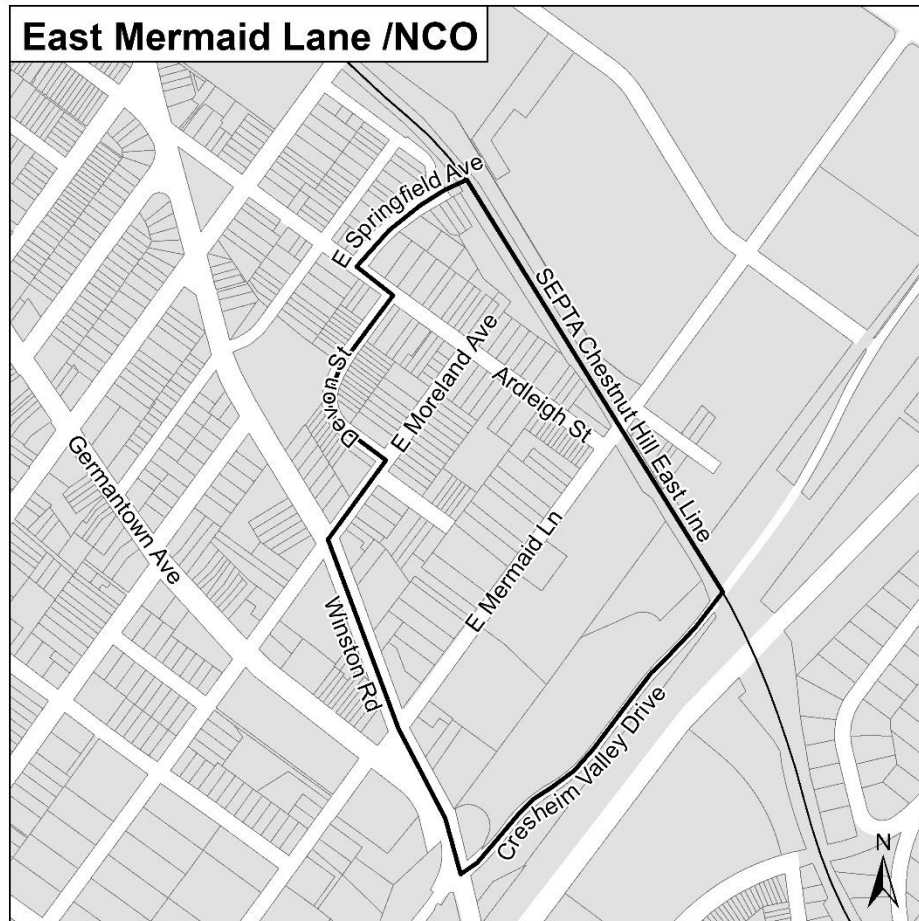 East Mermaid Lane /NCO
E Springfield Ave
SEPTA Chestnut Hill East Line
Devon St
E Moreland Ave
Ardleigh St
Germantown Ave
E Mermaid Ln
Winston Rd
Cresheim Valley Drive
N